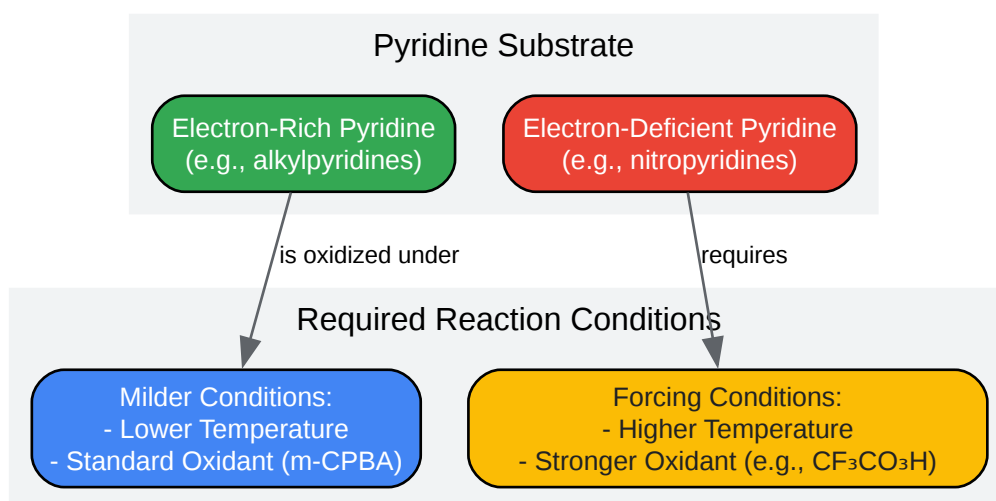 Pyridine Substrate
Electron-Rich Pyridine
(e.g., alkylpyridines)
Electron-Deficient Pyridine
(e.g., nitropyridines)
is oxidized under
requires
Required Reaction Conditions
Milder Conditions:
- Lower Temperature
- Standard Oxidant (m-CPBA)
Forcing Conditions:
- Higher Temperature
- Stronger Oxidant (e.g., CF₃CO₃H)